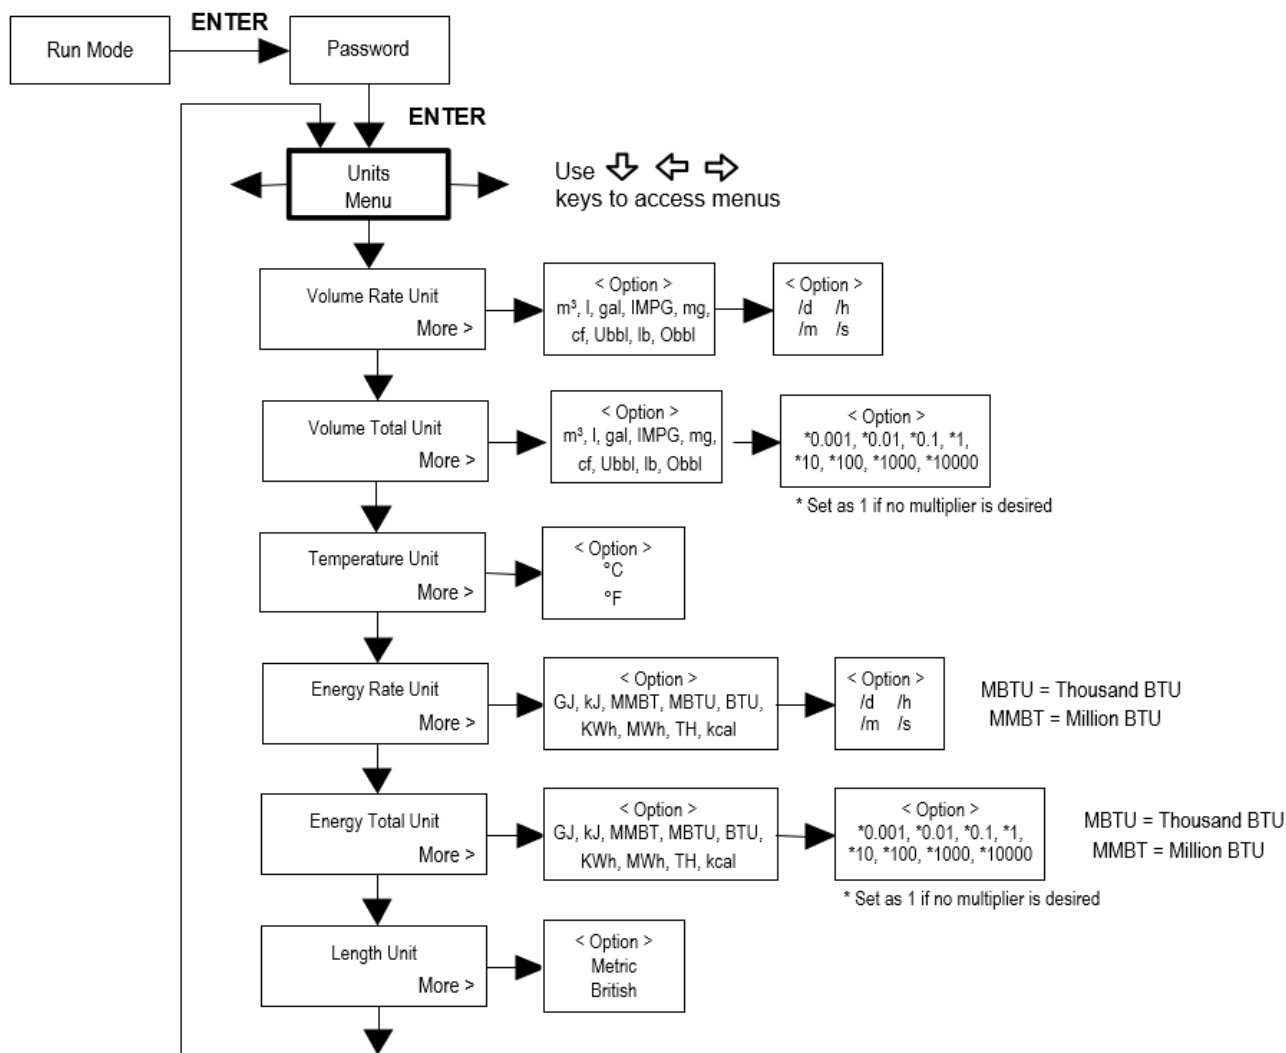 ENTER
Run Mode
Password
ENTER
Units
Menu
Use
keys to access menus
Volume Rate Unit
More >
< Option >
m³, l, gal, IMPG, mg,
cf, Ubbl, lb, Obbl
< Option >
/d /h
/m /s
Volume Total Unit
More >
< Option >
m³, l, gal, IMPG, mg,
cf, Ubbl, lb, Obbl
< Option >
*0.001, *0.01, *0.1, *1,
*10, *100, *1000, *10000
* Set as 1 if no multiplier is desired
Temperature Unit
More >
< Option >
°C
°F
Energy Rate Unit
More >
< Option >
GJ, kJ, MMBT, MBTU, BTU,
KWh, MWh, TH, kcal
< Option >
/d /h
/m /s
MBTU = Thousand BTU
MMBT = Million BTU
Energy Total Unit
More >
< Option >
GJ, kJ, MMBT, MBTU, BTU,
KWh, MWh, TH, kcal
< Option >
*0.001, *0.01, *0.1, *1,
*10, *100, *1000, *10000
MBTU = Thousand BTU
MMBT = Million BTU
* Set as 1 if no multiplier is desired
Length Unit
More >
< Option >
Metric
British